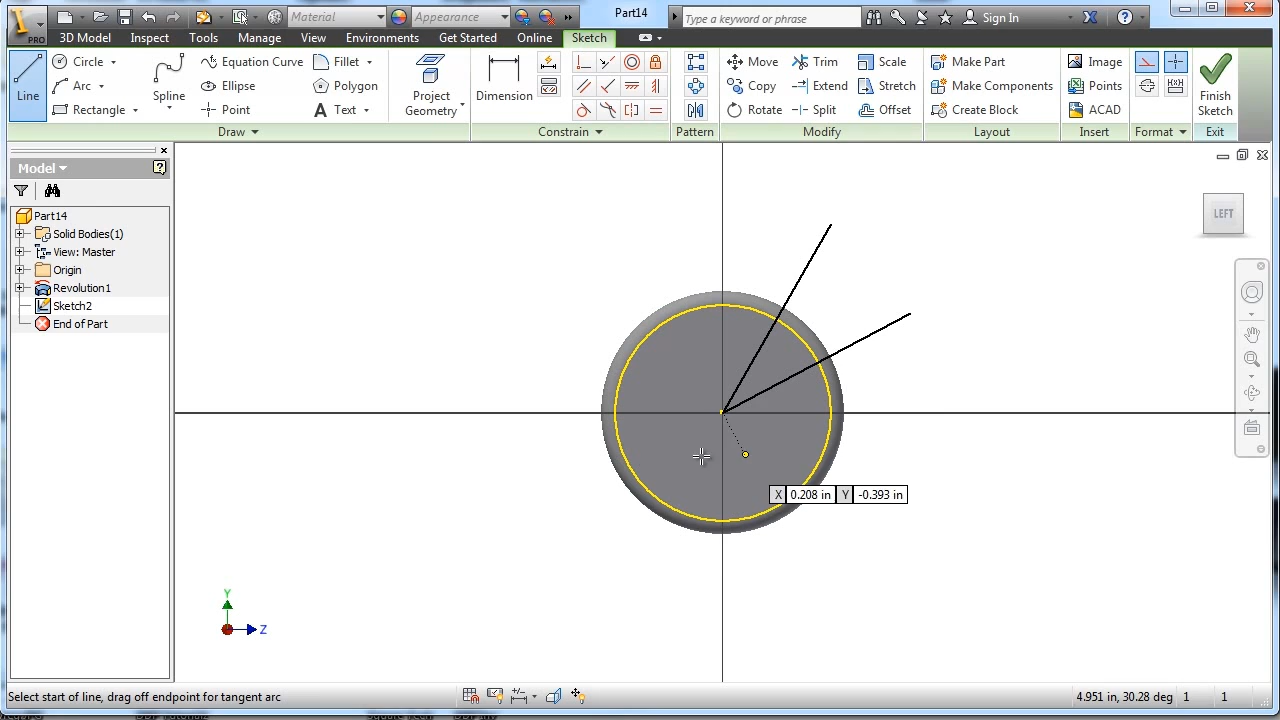 Material
Appearance
Part14
Type a keyword or phrase
Sign In
PRO
3D Model
Inspect
Tools
Manage
View
Environments
Get Started
Online
Sketch
Line
Circle
Arc
Rectangle
Spline
Equation Curve
Ellipse
Point
Fillet
Polygon
A Text
Project Geometry
Dimension
Move
Copy
Rotate
Trim
Extend
Split
Scale
Stretch
Offset
Make Part
Make Components
Create Block
Image
Points
ACAD
Finish Sketch
Draw
Constrain
Pattern
Modify
Layout
Insert
Format
Exit
Model
Part14
Solid Bodies(1)
View: Master
Origin
Revolution1
Sketch2
End of Part
LEFT
X 0.208 in Y -0.393 in
Y
Z
Select start of line, drag off endpoint for tangent arc
4.951 in, 30.28 deg 1 1